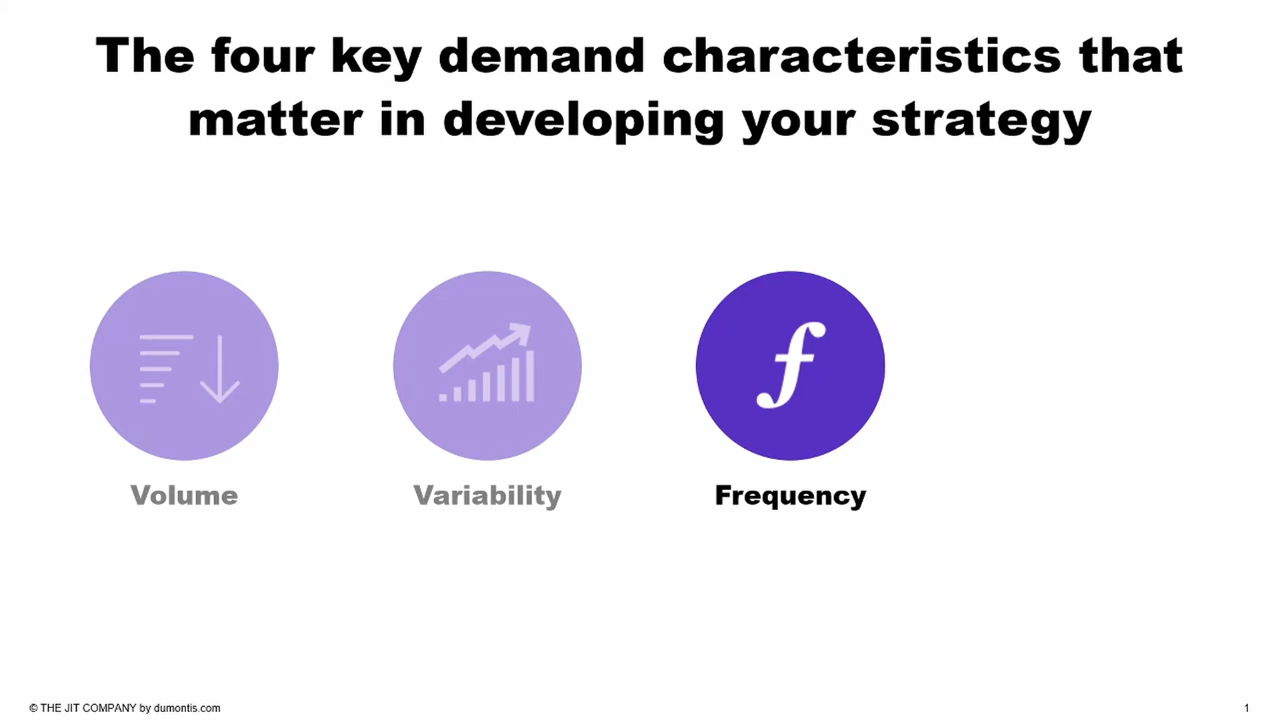 The four key demand characteristics that
matter in developing your strategy
f
Volume
Variability
Frequency
© THE JIT COMPANY by dumontis.com
1